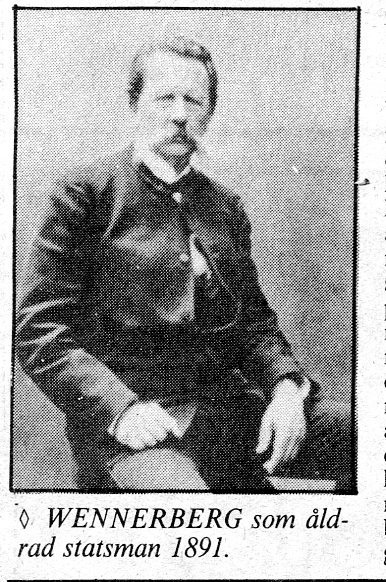 ◊ WENNERBERG som åld-
rad statsman 1891.